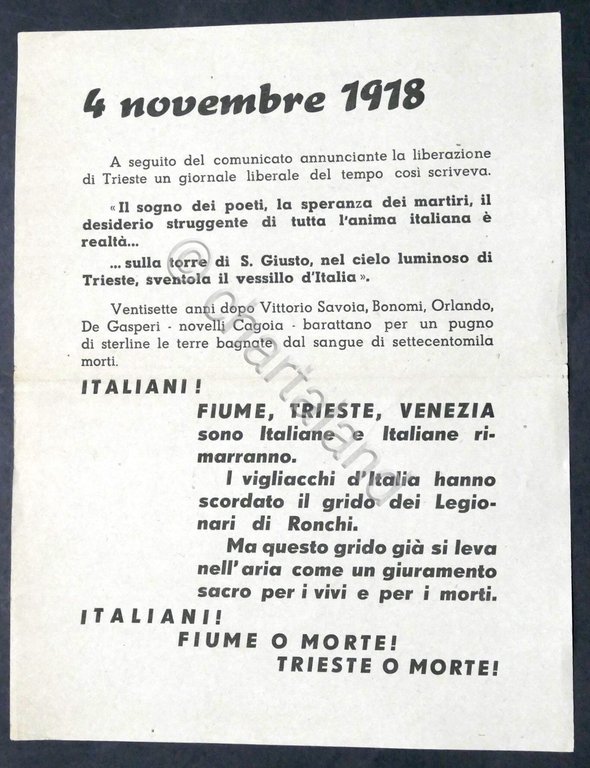 4 novembre 1918
A seguito del comunicato annunciante la liberazione
di Trieste un giornale liberale del tempo così scriveva.
« Il sogno dei poeti, la speranza dei martiri, il
desiderio struggente di tutta l'anima italiana è
realtà...
... sulla torre di S. Giusto, nel cielo luminoso di
Trieste, sventola il vessillo d'Italia ».
Ventisette anni dopo Vittorio Savoia, Bonomi, Orlando,
De Gasperi - novelli Cagoia - barattano per un pugno
di sterline le terre bagnate dal sangue di settecentomila
morti.
ITALIANI!
FIUME, TRIESTE, VENEZIA
sono Italiane e Italiane ri-
marranno.
I vigliacchi d'Italia hanno
scordato il grido dei Legio-
nari di Ronchi.
Ma questo grido già si leva
nell'aria come un giuramento
sacro per i vivi e per i morti.
ITALIANI!
FIUME O MORTE!
TRIESTE O MORTE!
© chartaland